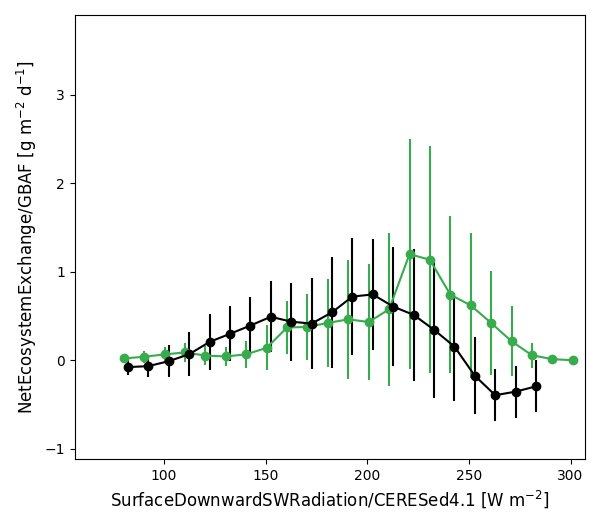 3
2
1
0
−1
NetEcosystemExchange/GBAF [g m⁻² d⁻¹]
100 150 200 250 300
SurfaceDownwardSWRadiation/CERESed4.1 [W m⁻²]